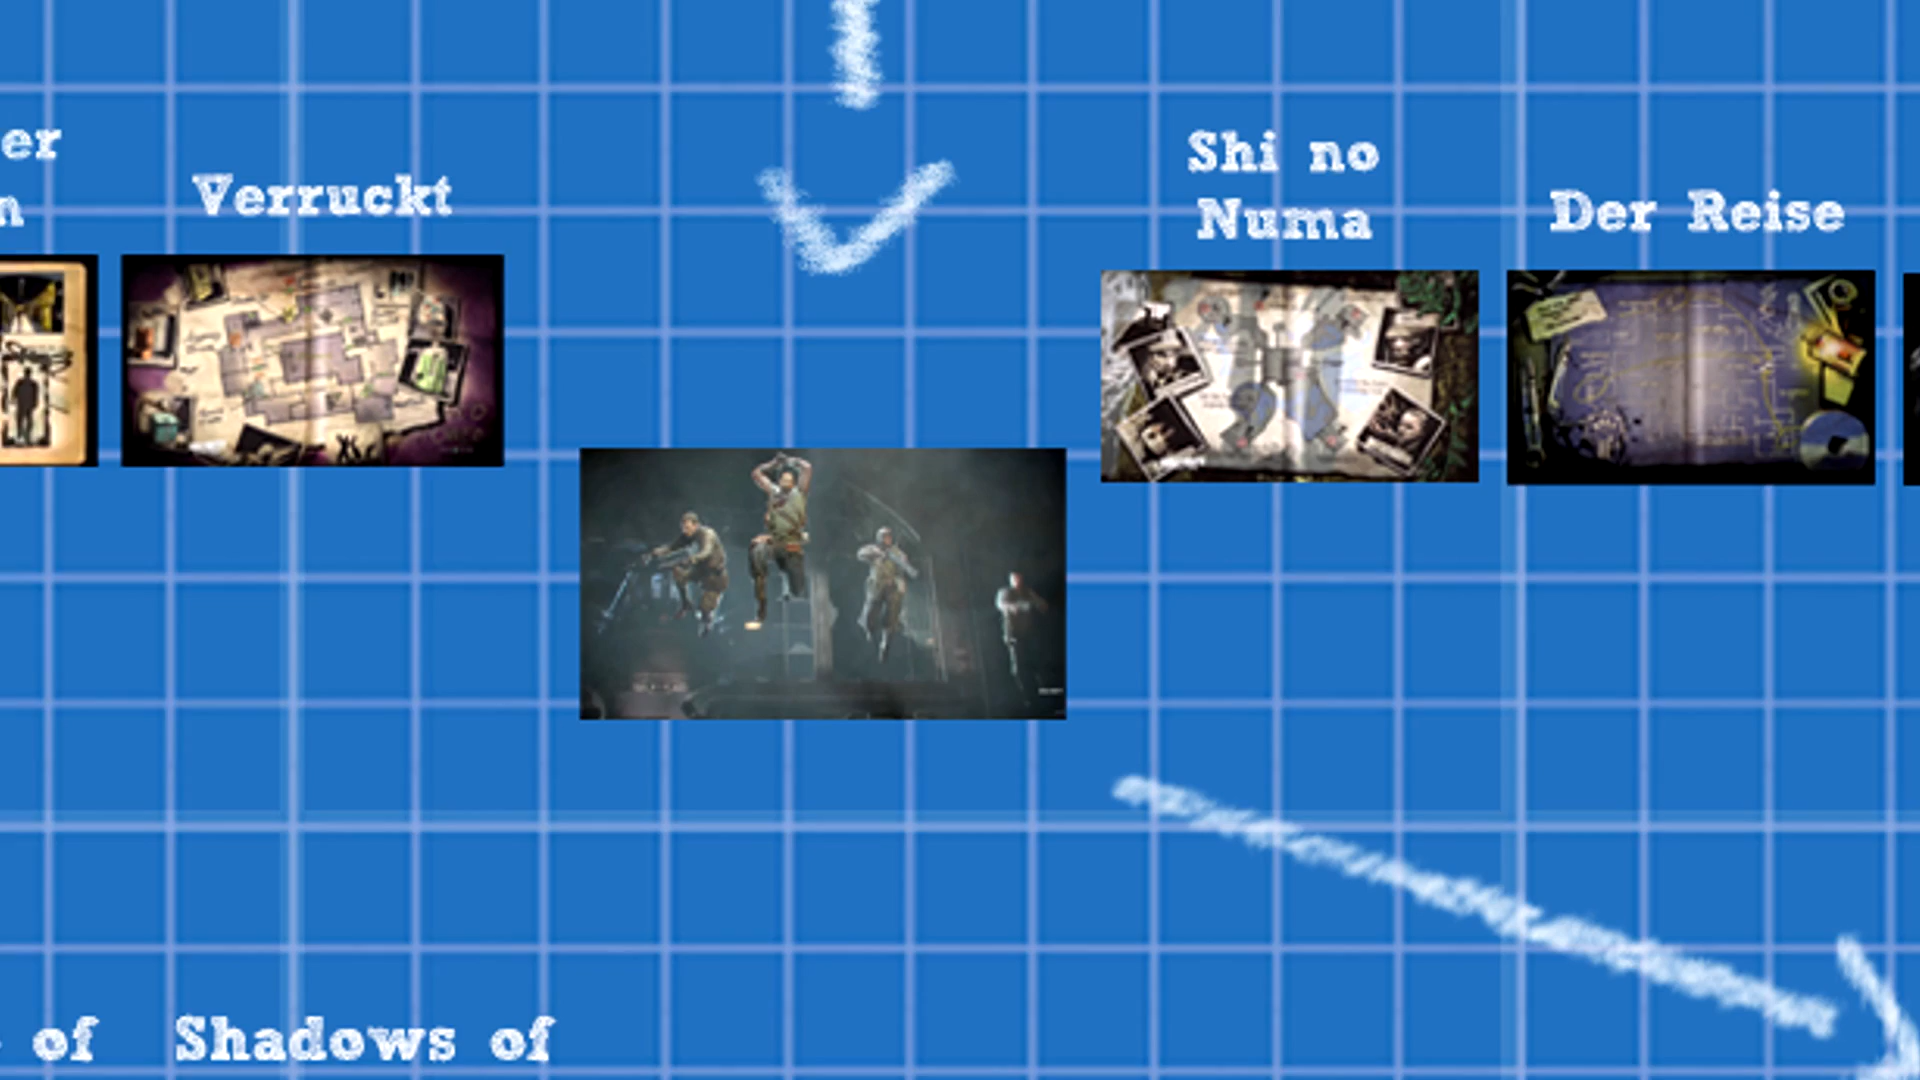 er
n
Verruckt
Shi no
Numa
Der Reise
of
Shadows of